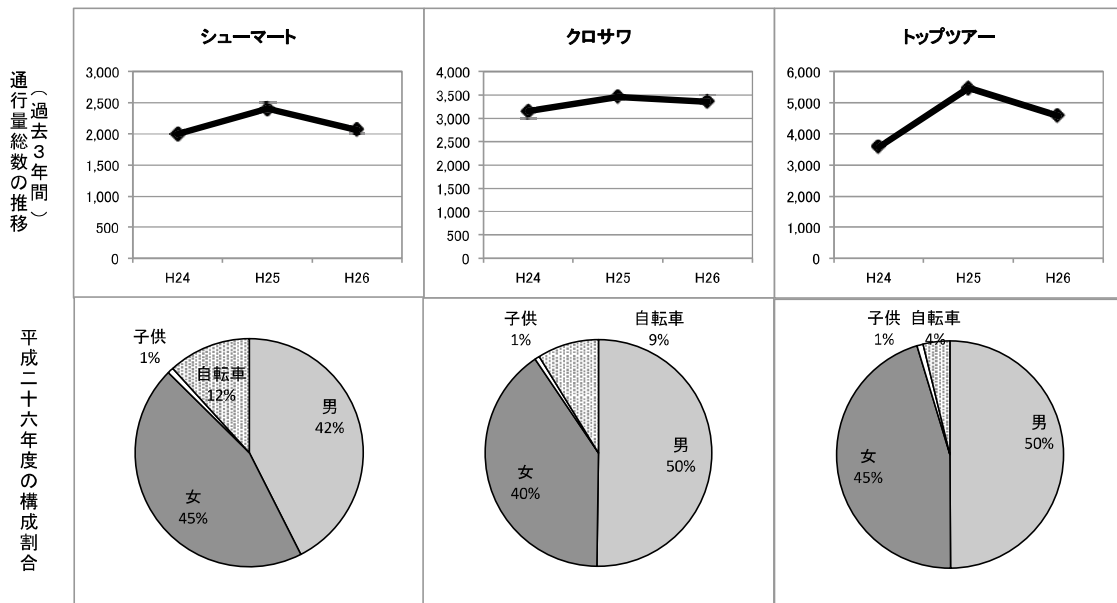 シューマート
クロサワ
トップツアー
通行量総数の推移
（過去３年間）
3,000
2,500
2,000
1,500
1,000
500
0
H24 H25 H26
4,000
3,500
3,000
2,500
2,000
1,500
1,000
500
0
H24 H25 H26
6,000
5,000
4,000
3,000
2,000
1,000
0
H24 H25 H26
平成二十六年度の構成割合
子供
1%
自転車
12%
男
42%
女
45%
子供
1%
自転車
9%
男
50%
女
40%
子供
1%
自転車
4%
男
50%
女
45%